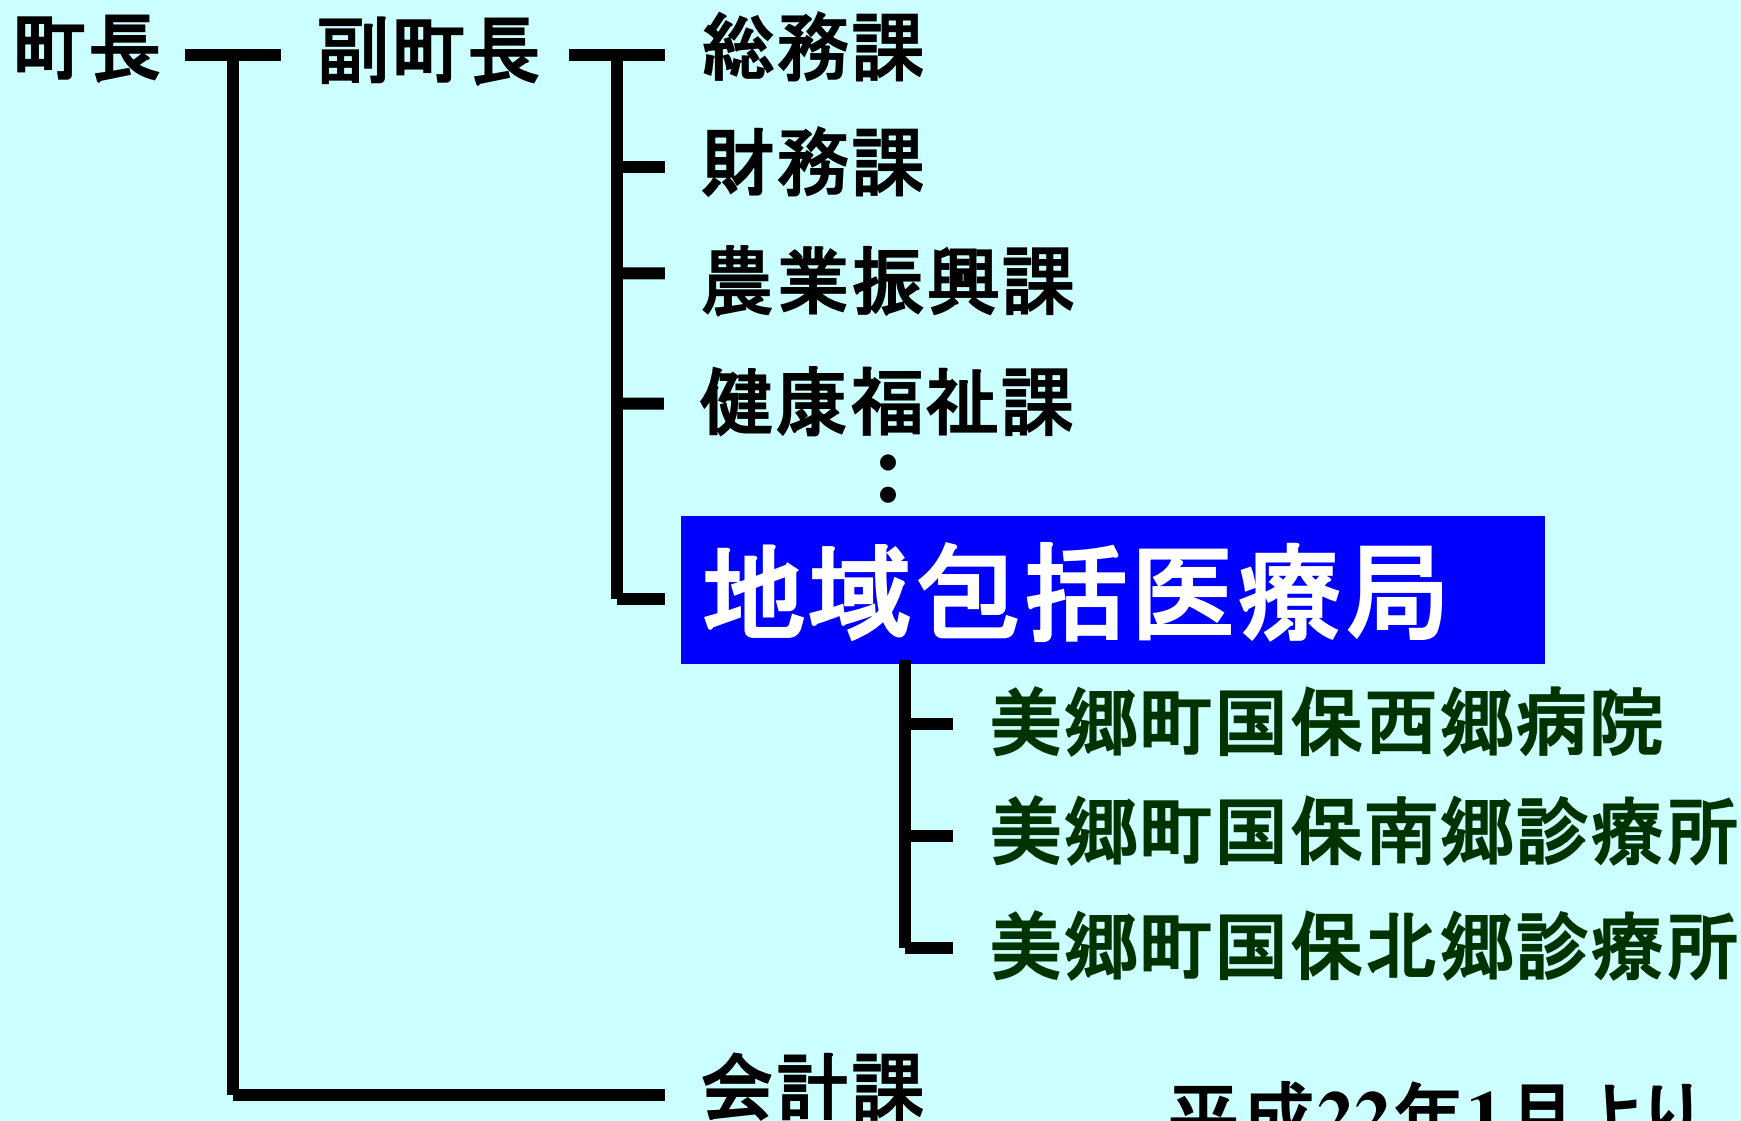 町長 副町長 総務課
財務課
農業振興課
健康福祉課
:
地域包括医療局
美郷町国保西郷病院
美郷町国保南郷診療所
美郷町国保北郷診療所
会計課
平成22年1月より